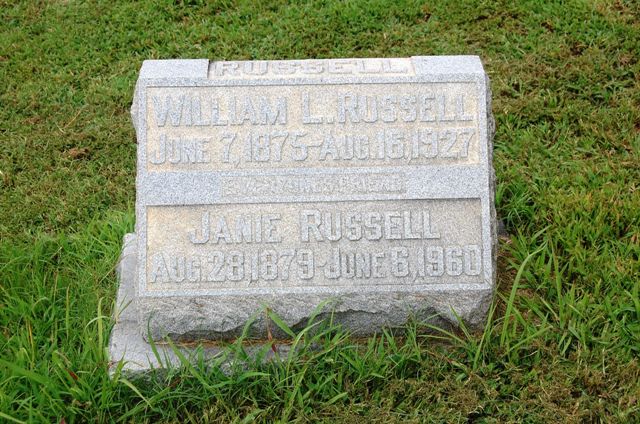 RUSSELL
WILLIAM L. RUSSELL
JUNE 7, 1875-AUG. 16, 1927
JANIE RUSSELL
AUG. 28, 1879-JUNE 6, 1960